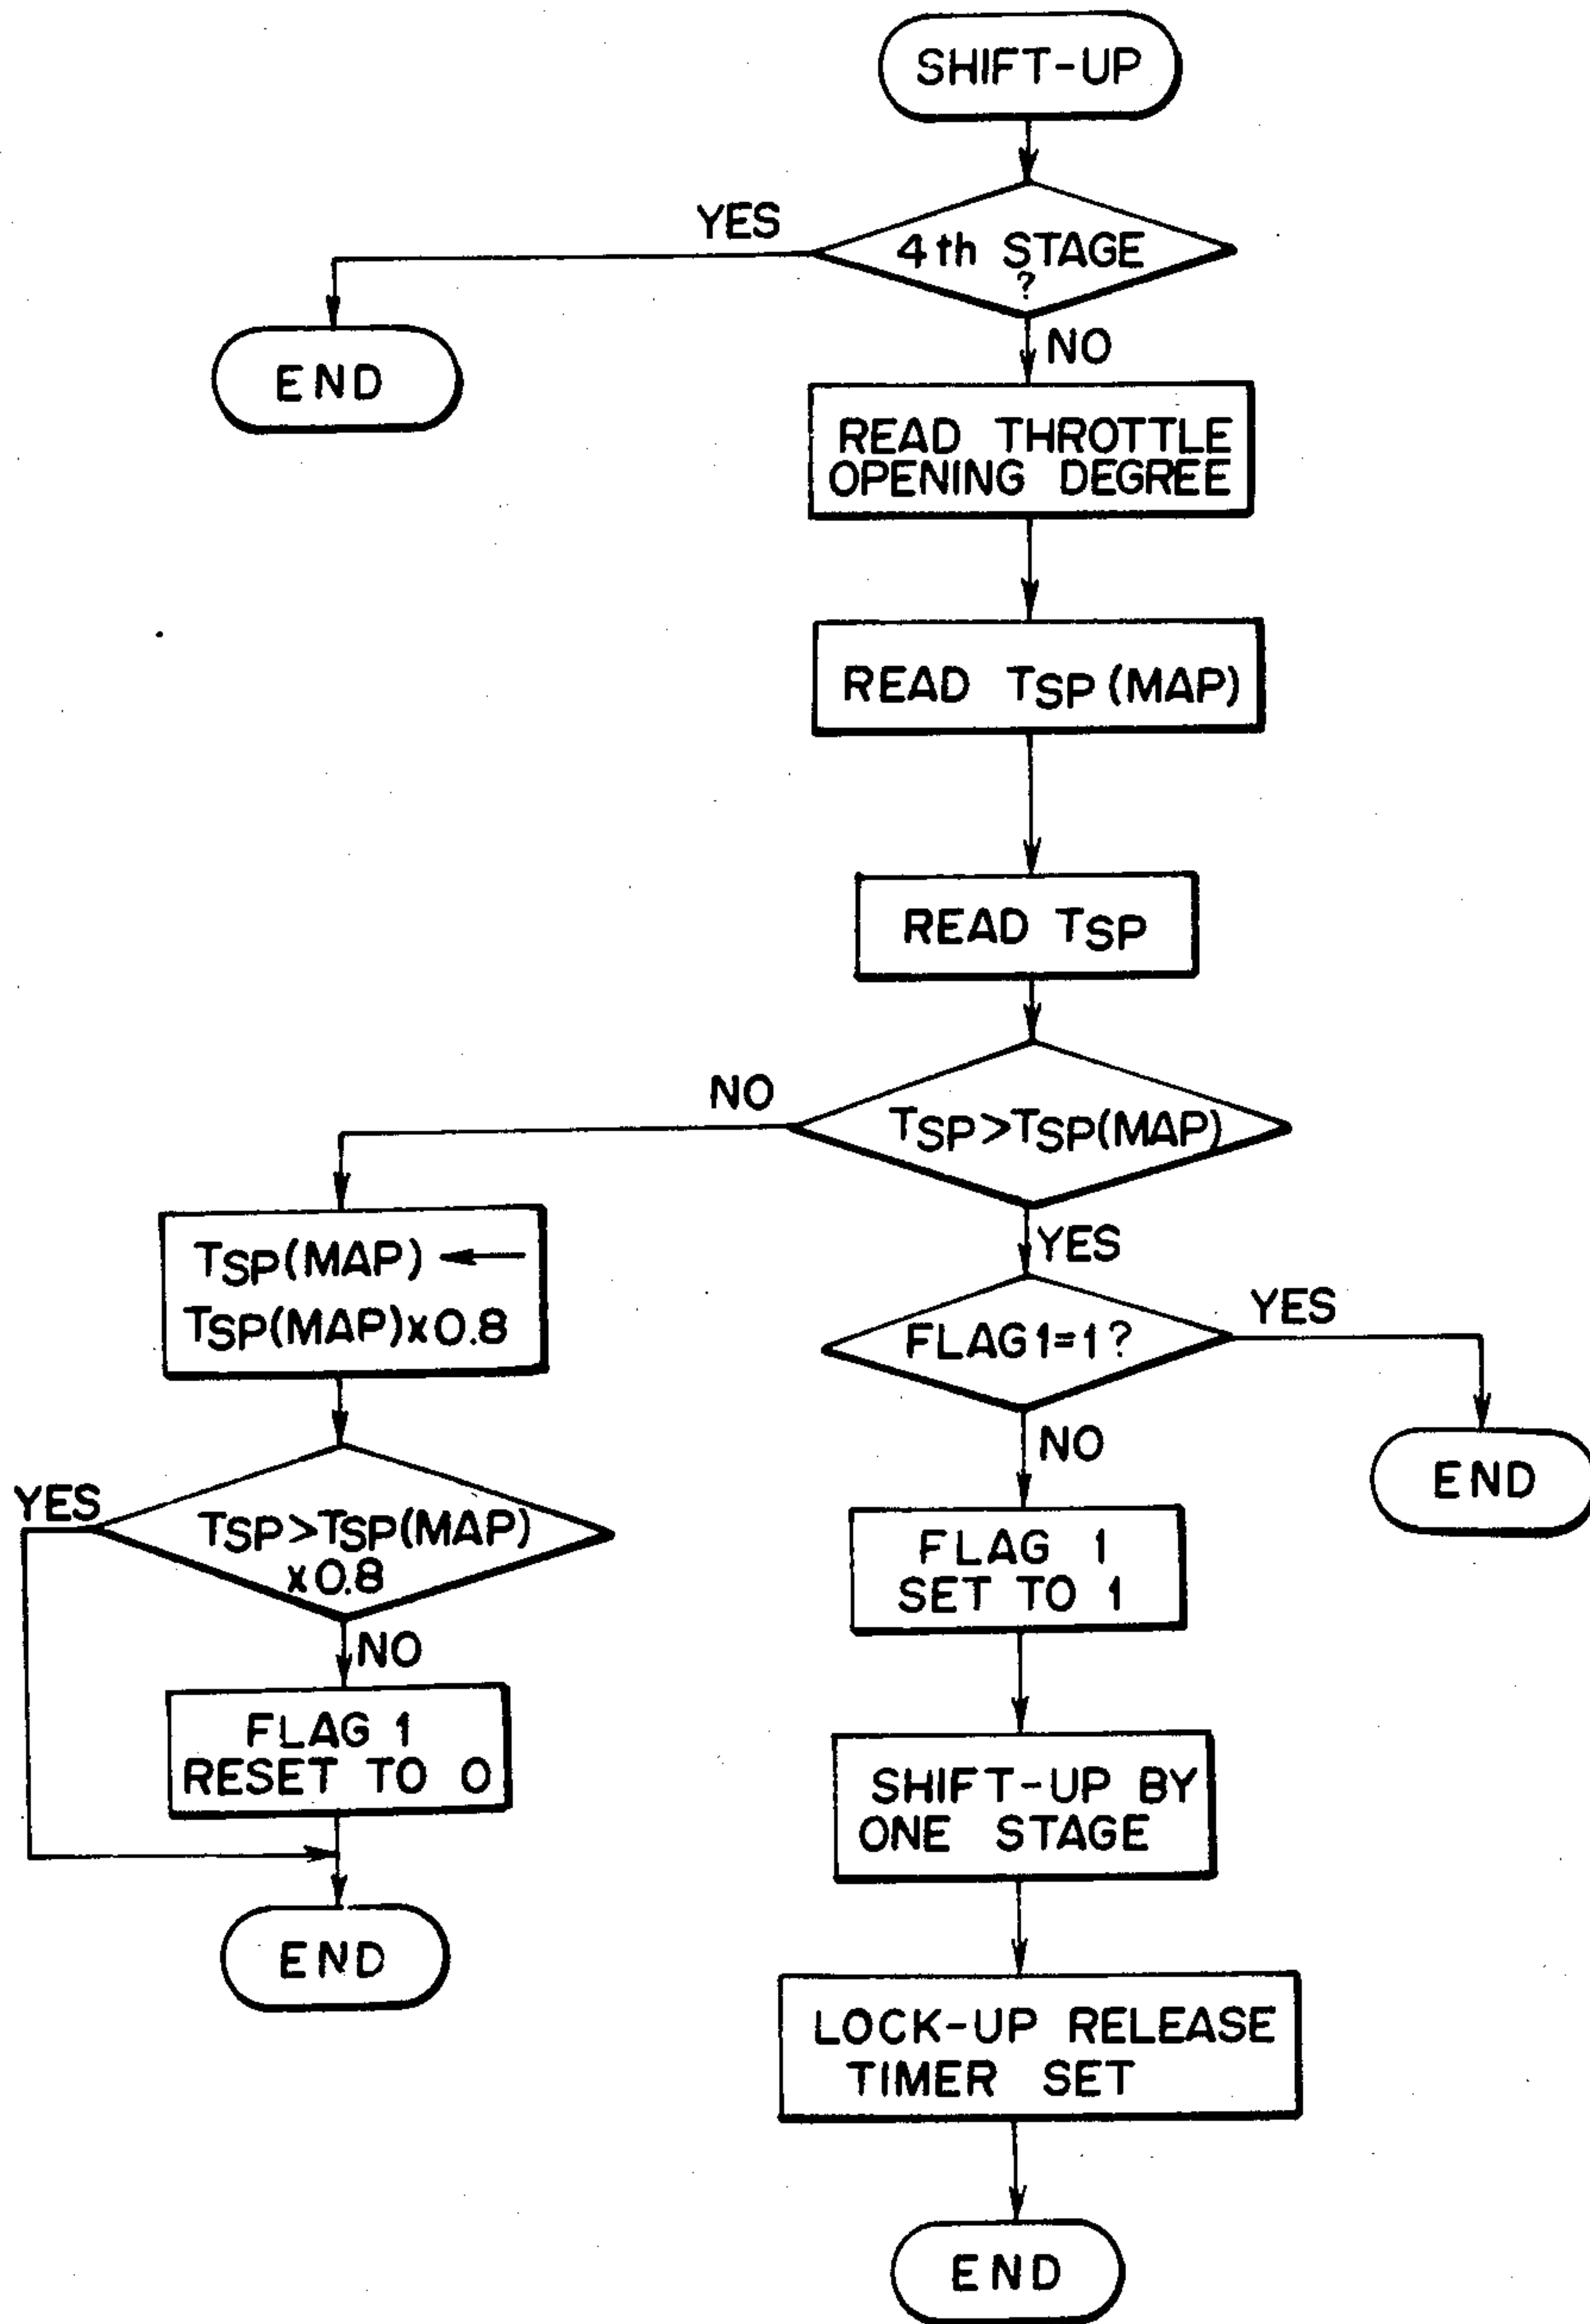 SHIFT-UP
YES
4th STAGE
?
END
NO
READ THROTTLE
OPENING DEGREE
READ TSP (MAP)
READ TSP
NO
TSP>TSP(MAP)
YES
TSP(MAP) ←
TSP(MAP)x0.8
FLAG1=1?
YES
NO
END
YES
TSP>TSP(MAP)
x0.8
FLAG 1
SET TO 1
NO
FLAG 1
RESET TO 0
SHIFT-UP BY
ONE STAGE
END
LOCK-UP RELEASE
TIMER SET
END